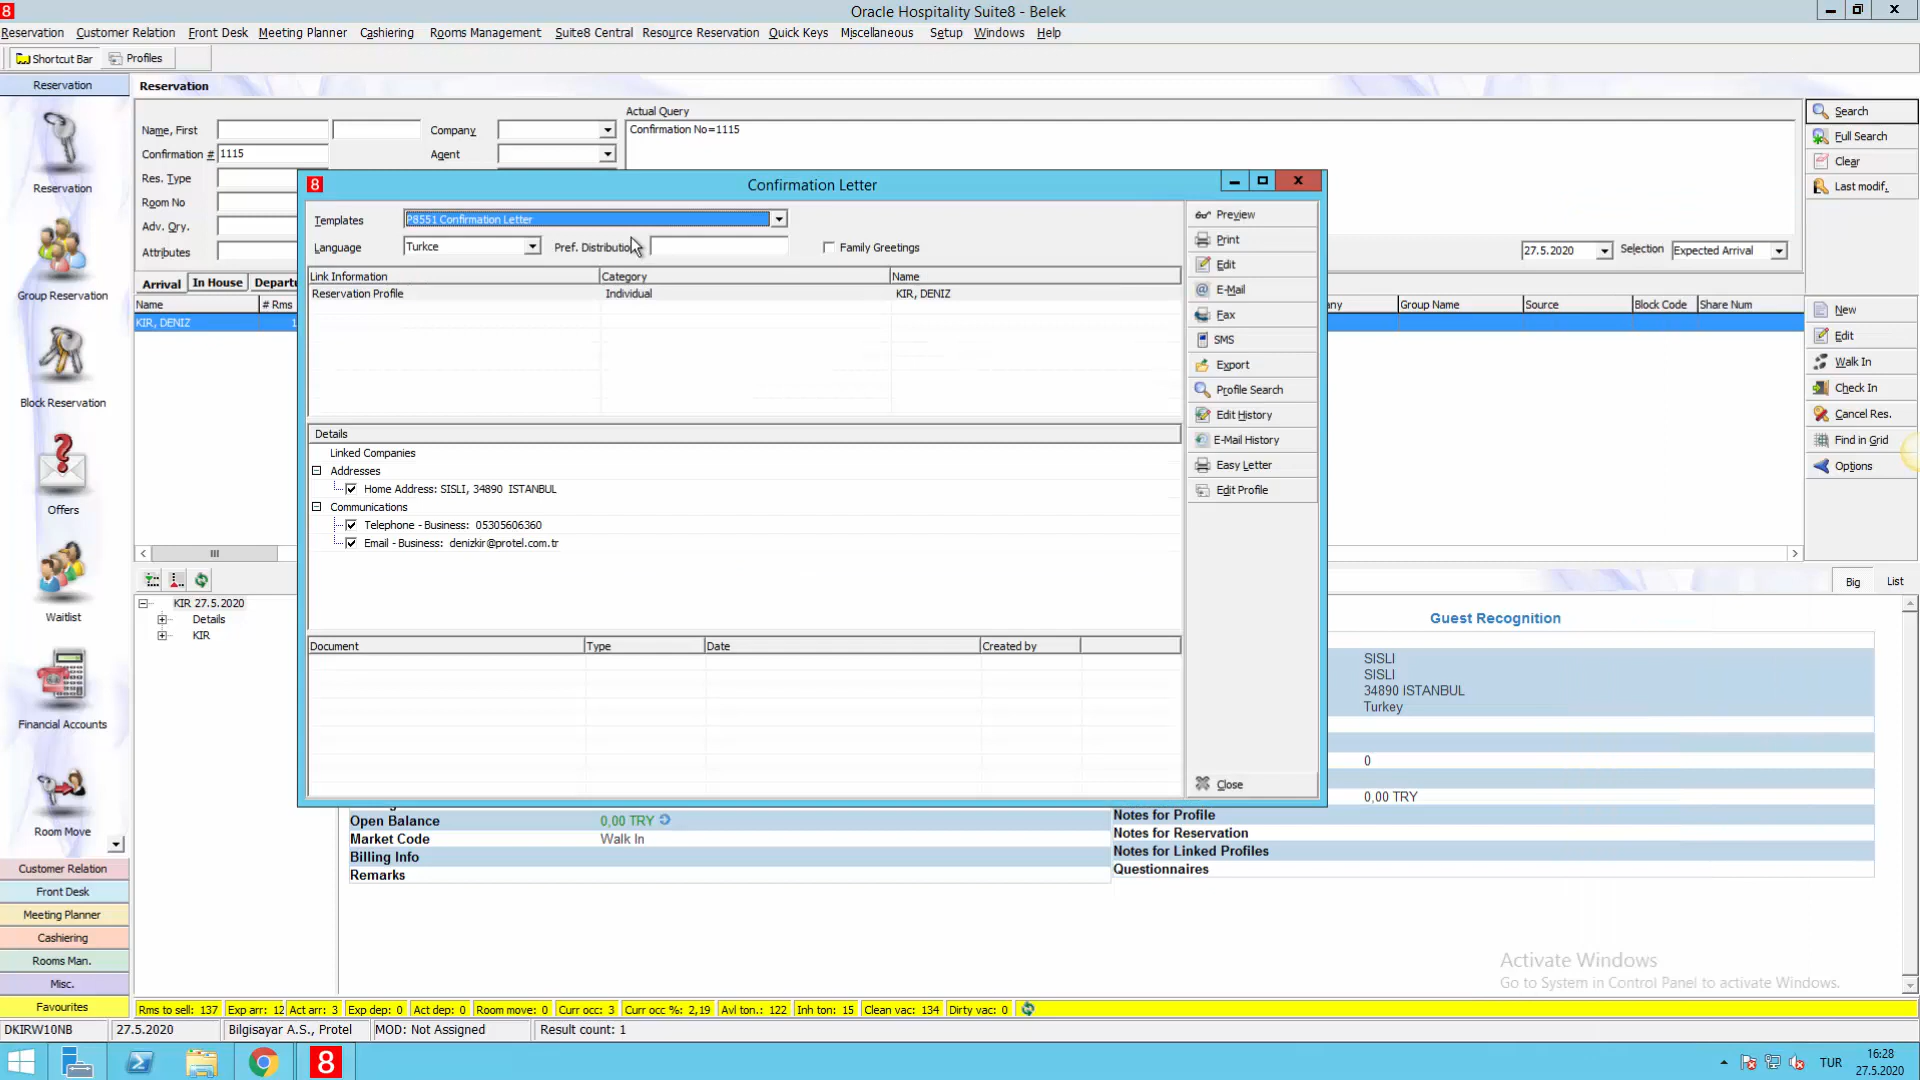 8 Oracle Hospitality Suite8 - Belek
Reservation Customer Relation Front Desk Meeting Planner Cashiering Rooms Management Suite8 Central Resource Reservation Quick Keys Miscellaneous Setup Windows Help
Shortcut Bar Profiles
Reservation
Reservation
Group Reservation
Block Reservation
Offers
Waitlist
Financial Accounts
Room Move
Customer Relation
Front Desk
Meeting Planner
Cashiering
Rooms Man.
Misc.
Favourites
Reservation
Name, First
Company
Confirmation # 1115
Agent
Res. Type
Room No
Adv. Qry.
Attributes
Actual Query
Confirmation No=1115
27.5.2020 Selection Expected Arrival
Search
Full Search
Clear
Last modif.
Arrival In House Departu
Name # Rms
ny Group Name Source Block Code Share Num
KIR, DENIZ 1
New
Edit
Walk In
Check In
Cancel Res.
Find in Grid
Options
8 Confirmation Letter
Templates P8551 Confirmation Letter
Language Turkce Pref. Distribution Family Greetings
Link Information Category Name
Reservation Profile Individual KIR, DENIZ
Details
Linked Companies
Addresses
Home Address: SISLI, 34890 ISTANBUL
Communications
Telephone - Business: 05305606360
Email - Business: denizkir@protel.com.tr
Document Type Date Created by
Preview
Print
Edit
E-Mail
Fax
SMS
Export
Profile Search
Edit History
E-Mail History
Easy Letter
Edit Profile
Close
KIR 27.5.2020
Details
KIR
Big List
Guest Recognition
SISLI
SISLI
34890 ISTANBUL
Turkey
0
0,00 TRY
Open Balance 0,00 TRY
Market Code Walk In
Billing Info
Remarks
Notes for Profile
Notes for Reservation
Notes for Linked Profiles
Questionnaires
Activate Windows
Go to System in Control Panel to activate Windows.
Rms to sell: 137 Exp arr: 12 Act arr: 3 Exp dep: 0 Act dep: 0 Room move: 0 Curr occ: 3 Curr occ %: 2,19 Avl ton.: 122 Inh ton: 15 Clean vac: 134 Dirty vac: 0
DKIRW10NB 27.5.2020 Bilgisayar A.S., Protel MOD: Not Assigned Result count: 1
8
TUR 16:28
27.5.2020